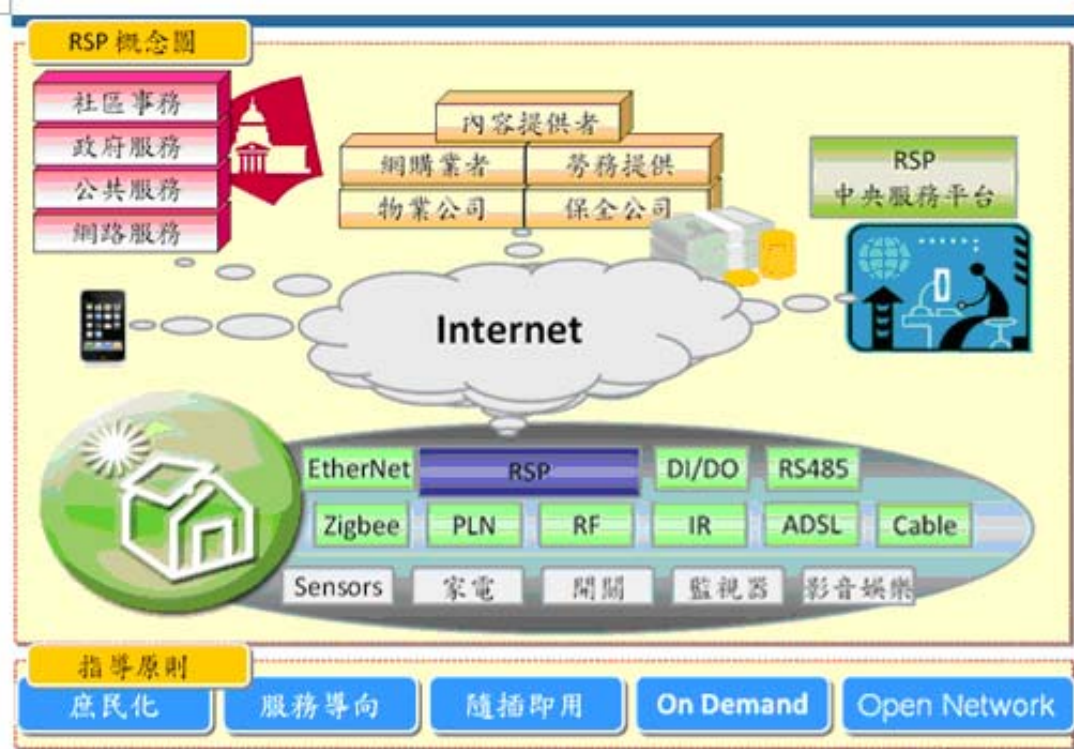 RSP 概念圖
社區事務
政府服務
公共服務
網路服務
內容提供者
網購業者 勞務提供
物業公司 保全公司
RSP
中央服務平台
Internet
EtherNet RSP DI/DO RS485
Zigbee PLN RF IR ADSL Cable
Sensors 家電 開關 監視器 影音娛樂
指導原則
庶民化 服務導向 隨插即用 On Demand Open Network